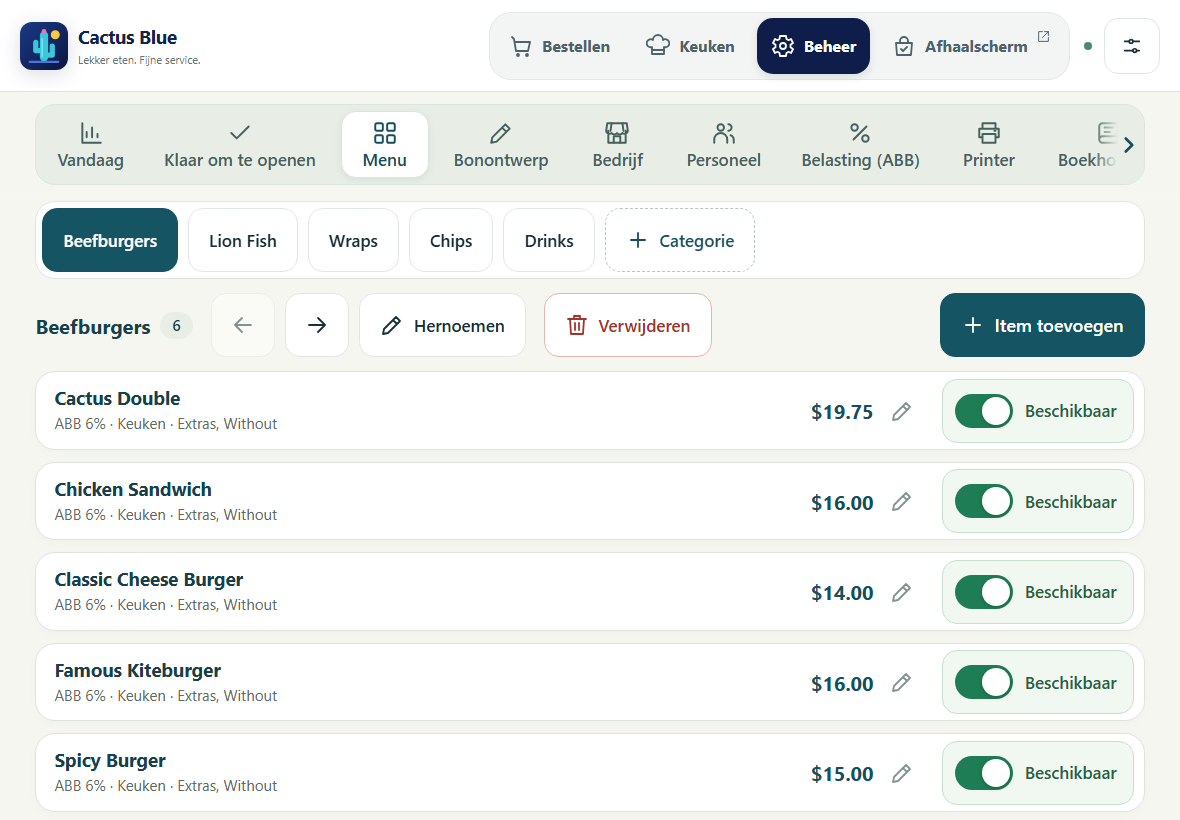 Cactus Blue
Lekker eten. Fijne service.
Bestellen
Keuken
Beheer
Afhaalscherm
Vandaag
Klaar om te openen
Menu
Bonontwerp
Bedrijf
Personeel
Belasting (ABB)
Printer
Boekho
Beefburgers
Lion Fish
Wraps
Chips
Drinks
Categorie
Beefburgers 6
Hernoemen
Verwijderen
Item toevoegen
Cactus Double
ABB 6% · Keuken · Extras, Without
$19.75
Beschikbaar
Chicken Sandwich
ABB 6% · Keuken · Extras, Without
$16.00
Beschikbaar
Classic Cheese Burger
ABB 6% · Keuken · Extras, Without
$14.00
Beschikbaar
Famous Kiteburger
ABB 6% · Keuken · Extras, Without
$16.00
Beschikbaar
Spicy Burger
ABB 6% · Keuken · Extras, Without
$15.00
Beschikbaar